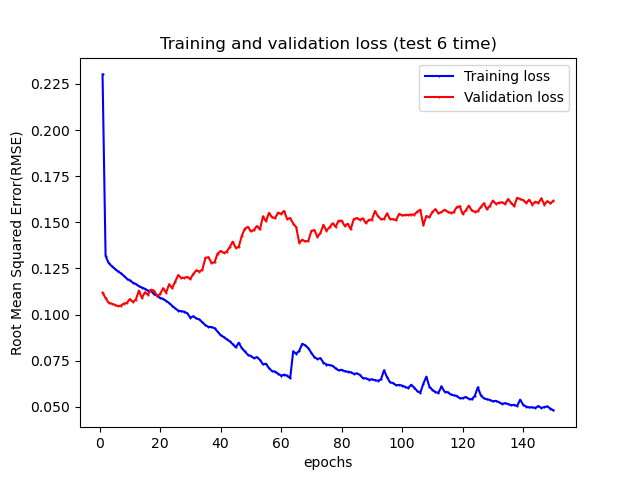 Training and validation loss (test 6 time)
Training loss
Validation loss
Root Mean Squared Error(RMSE)
0.225
0.200
0.175
0.150
0.125
0.100
0.075
0.050
0 20 40 60 80 100 120 140
epochs